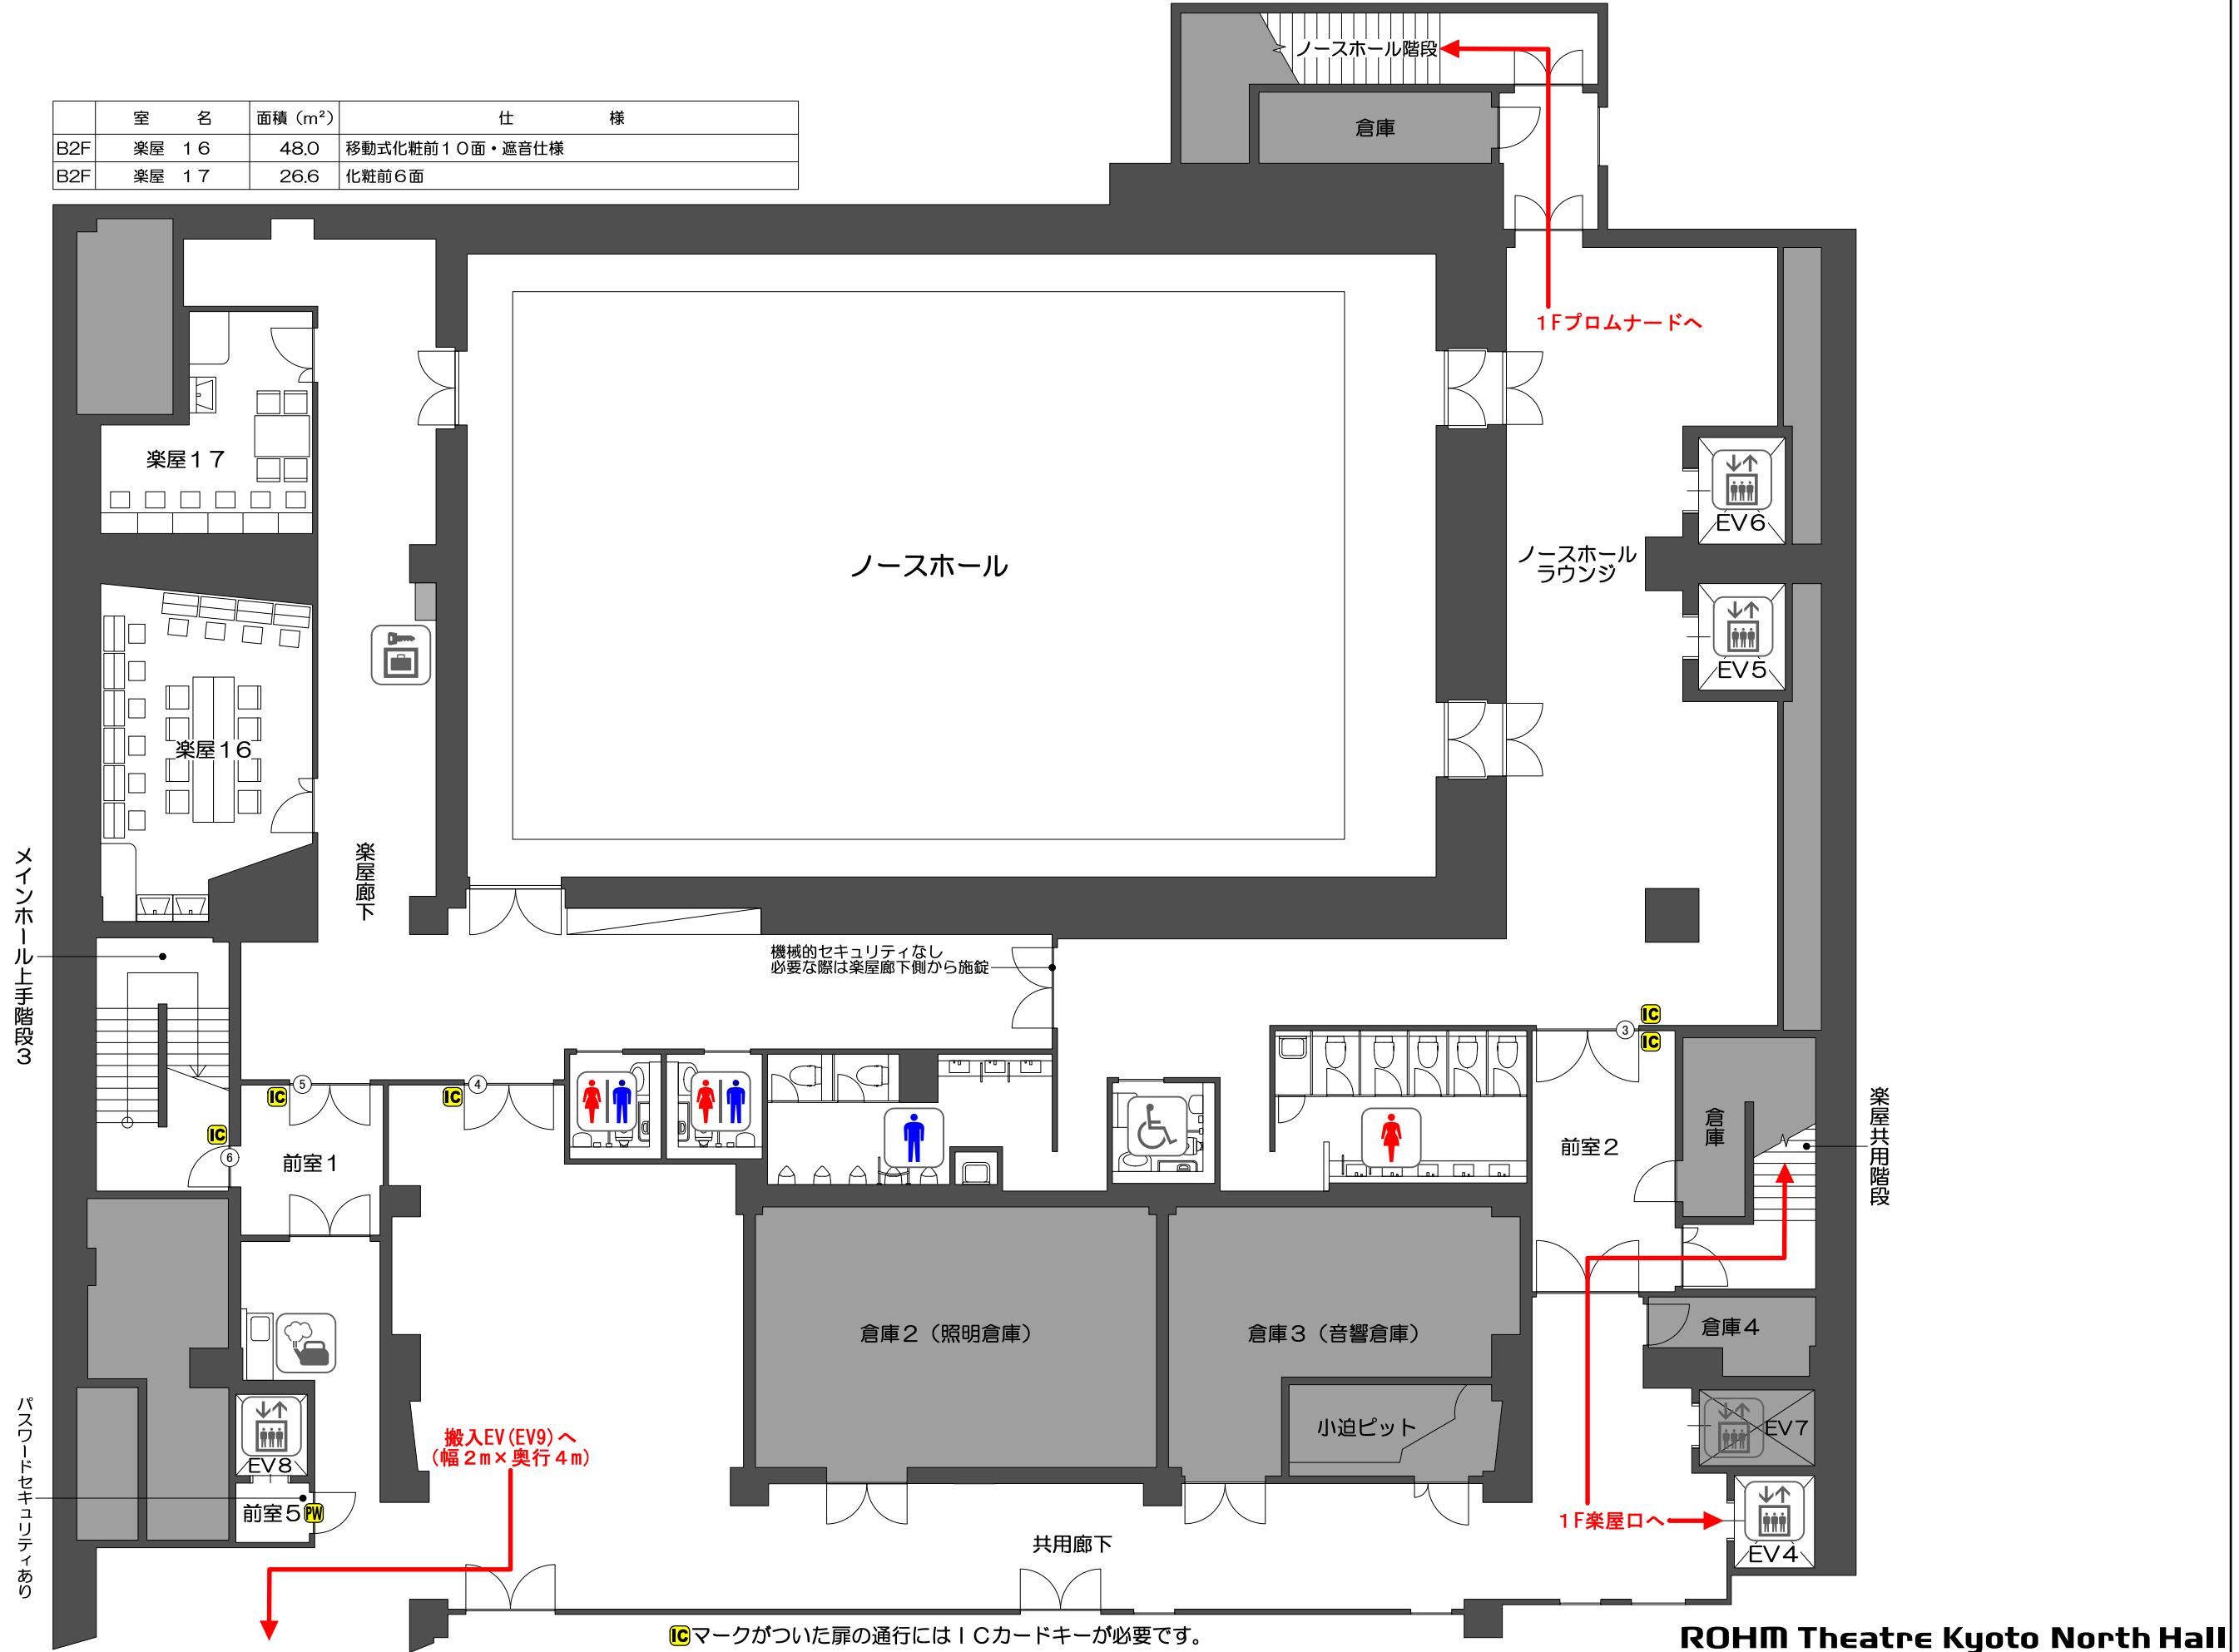 ノースホール階段
倉庫
室　名 面積（m²） 仕　様
B2F 楽屋　１６ 48.0 移動式化粧前１０面・遮音仕様
B2F 楽屋　１７ 26.6 化粧前６面
１Fプロムナードへ
楽屋１７
EV6
ノースホール
ノースホール
ラウンジ
EV5
楽屋１６
楽屋廊下
メインホール上手階段３
機械的セキュリティなし
必要な際は楽屋廊下側から施錠
IC
3
IC
5
IC
4
IC
IC
6
前室１
前室２
倉庫
楽屋共用階段
倉庫２（照明倉庫）
倉庫３（音響倉庫）
倉庫４
小迫ピット
EV7
搬入EV(EV9)へ
(幅２m×奥行４m)
EV8
前室５
PW
パスワードセキュリティあり
１F楽屋口へ
EV4
共用廊下
ICマークがついた扉の通行にはＩＣカードキーが必要です。
ROHM Theatre Kyoto North Hall